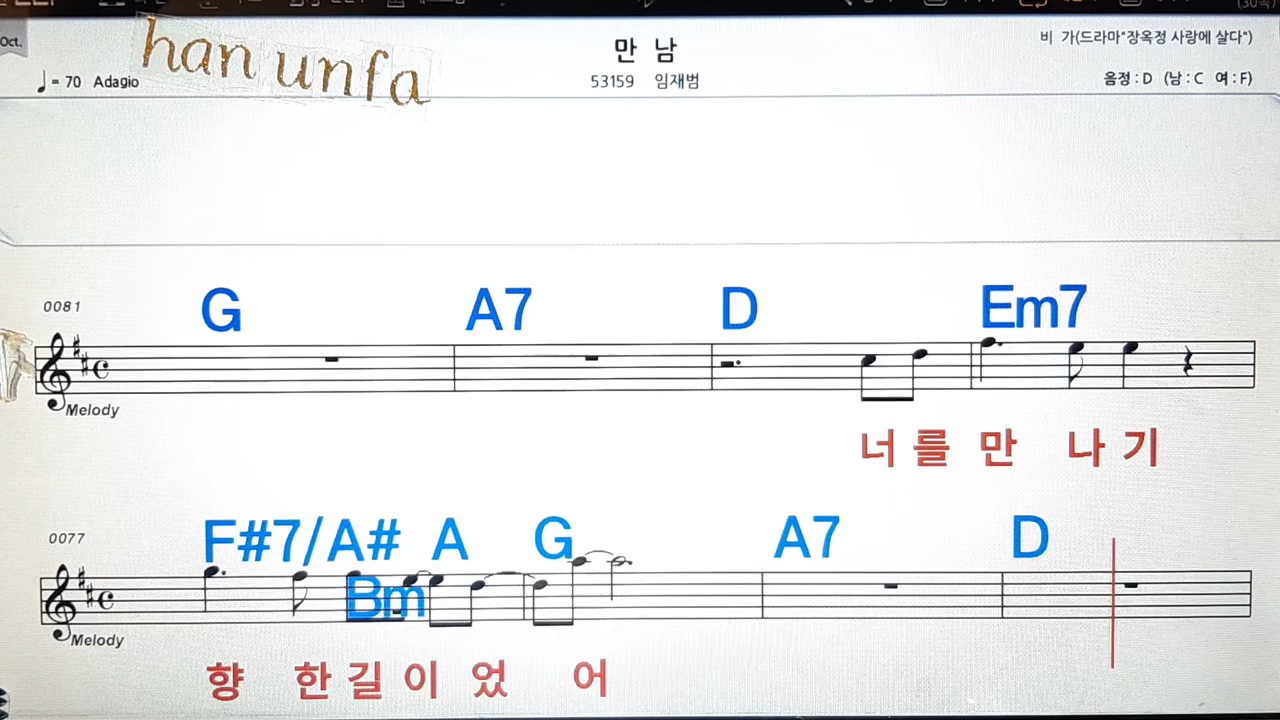 Oct.
♩= 70 Adagio
han unfa
만 남
53159 임재범
비 가(드라마"장옥정 사랑에 살다")
음정 : D (남 : C 여 : F)
0081
G A7 D Em7
Melody
너 를 만 나 기
0077
F#7/A# Bm A G A7 D
Melody
향 한 길 이 었 어